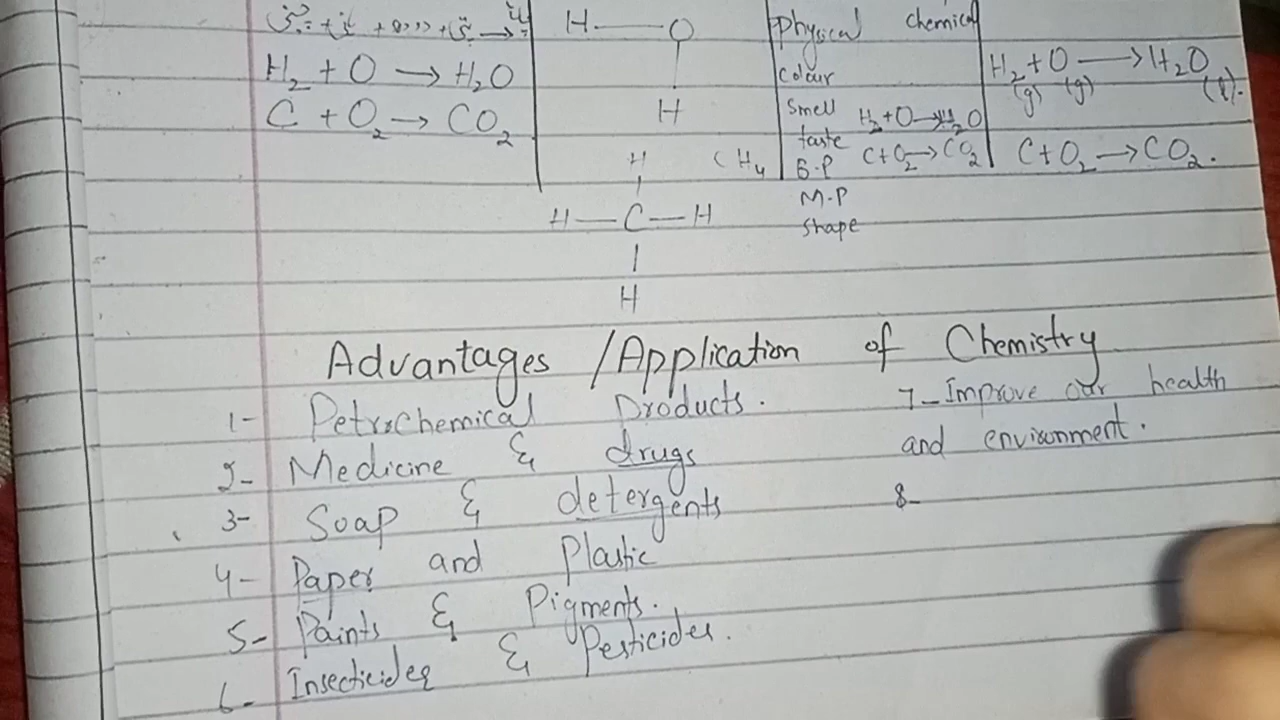 H₂ + O → H₂O
C + O₂ → CO₂
H — O
H
CH₄
H
H — C — H
H
Physical chemical
Colour
Smell
taste
B.P
M.P
Shape
H₂+O→H₂O
C+O₂→CO₂
H₂+O → H₂O
(g) (g) (l).
C+O₂→CO₂.
Advantages / Application of Chemistry
1- Petrochemical Products.
2- Medicine & drugs
3- Soap & detergents
4- Paper and Plastic
5- Paints & Pigments.
6- Insecticides & Pesticides.
7- Improve our health
and environment.
8-